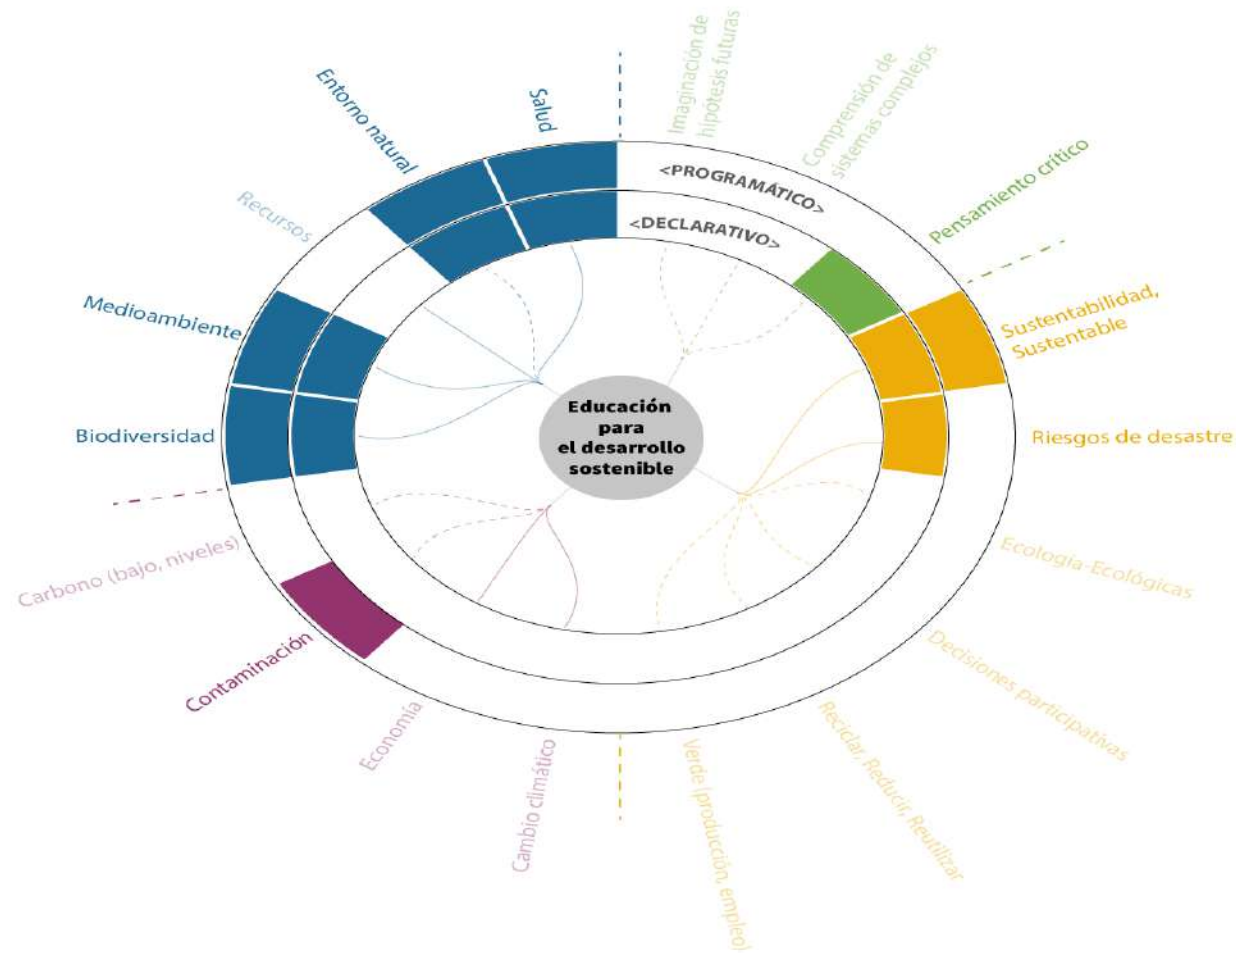 Imaginación de
hipótesis futuras
Comprensión de
sistemas complejos
Pensamiento crítico
Sustentabilidad,
Sustentable
Riesgos de desastre
Ecología-Ecológicas
Decisiones participativas
Reciclar, Reducir, Reutilizar
Verde (producción, empleo)
Cambio climático
Economía
Contaminación
Carbono (bajo, niveles)
Biodiversidad
Medioambiente
Recursos
Entorno natural
Salud
<PROGRAMÁTICO>
<DECLARATIVO>
Educación
para
el desarrollo
sostenible